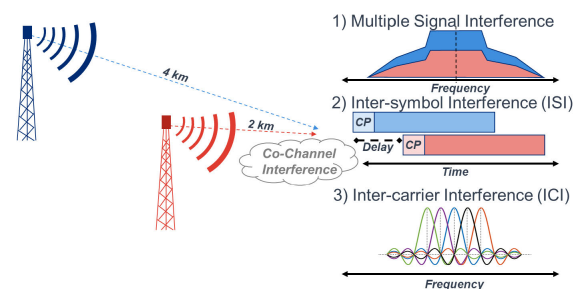 1) Multiple Signal Interference
Frequency
4 km
2 km
Co-Channel
Interference
2) Inter-symbol Interference (ISI)
CP
Delay
CP
Time
3) Inter-carrier Interference (ICI)
Frequency